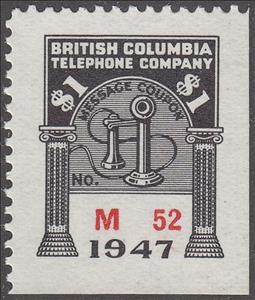 BRITISH COLUMBIA
TELEPHONE COMPANY
$1 MESSAGE COUPON $1
NO.
M 52
1947